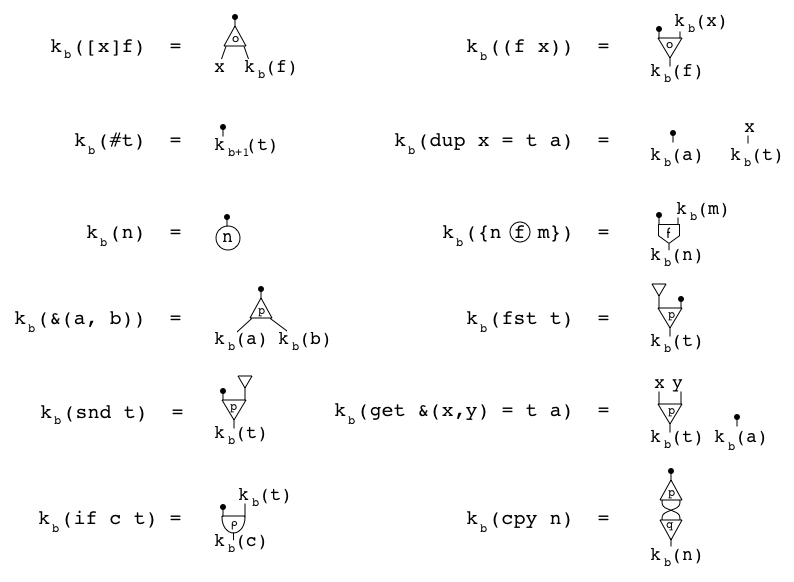 k_b([x]f) = o x k_b(f) k_b((f x)) = o k_b(x) k_b(f)
k_b(#t) = k_{b+1}(t) k_b(dup x = t a) = k_b(a) x k_b(t)
k_b(n) = n k_b({n ⓕ m}) = f k_b(m) k_b(n)
k_b(&(a, b)) = p k_b(a) k_b(b) k_b(fst t) = p k_b(t)
k_b(snd t) = p k_b(t) k_b(get &(x,y) = t a) = x y p k_b(t) k_b(a)
k_b(if c t) = k_b(t) ρ k_b(c) k_b(cpy n) = p q k_b(n)